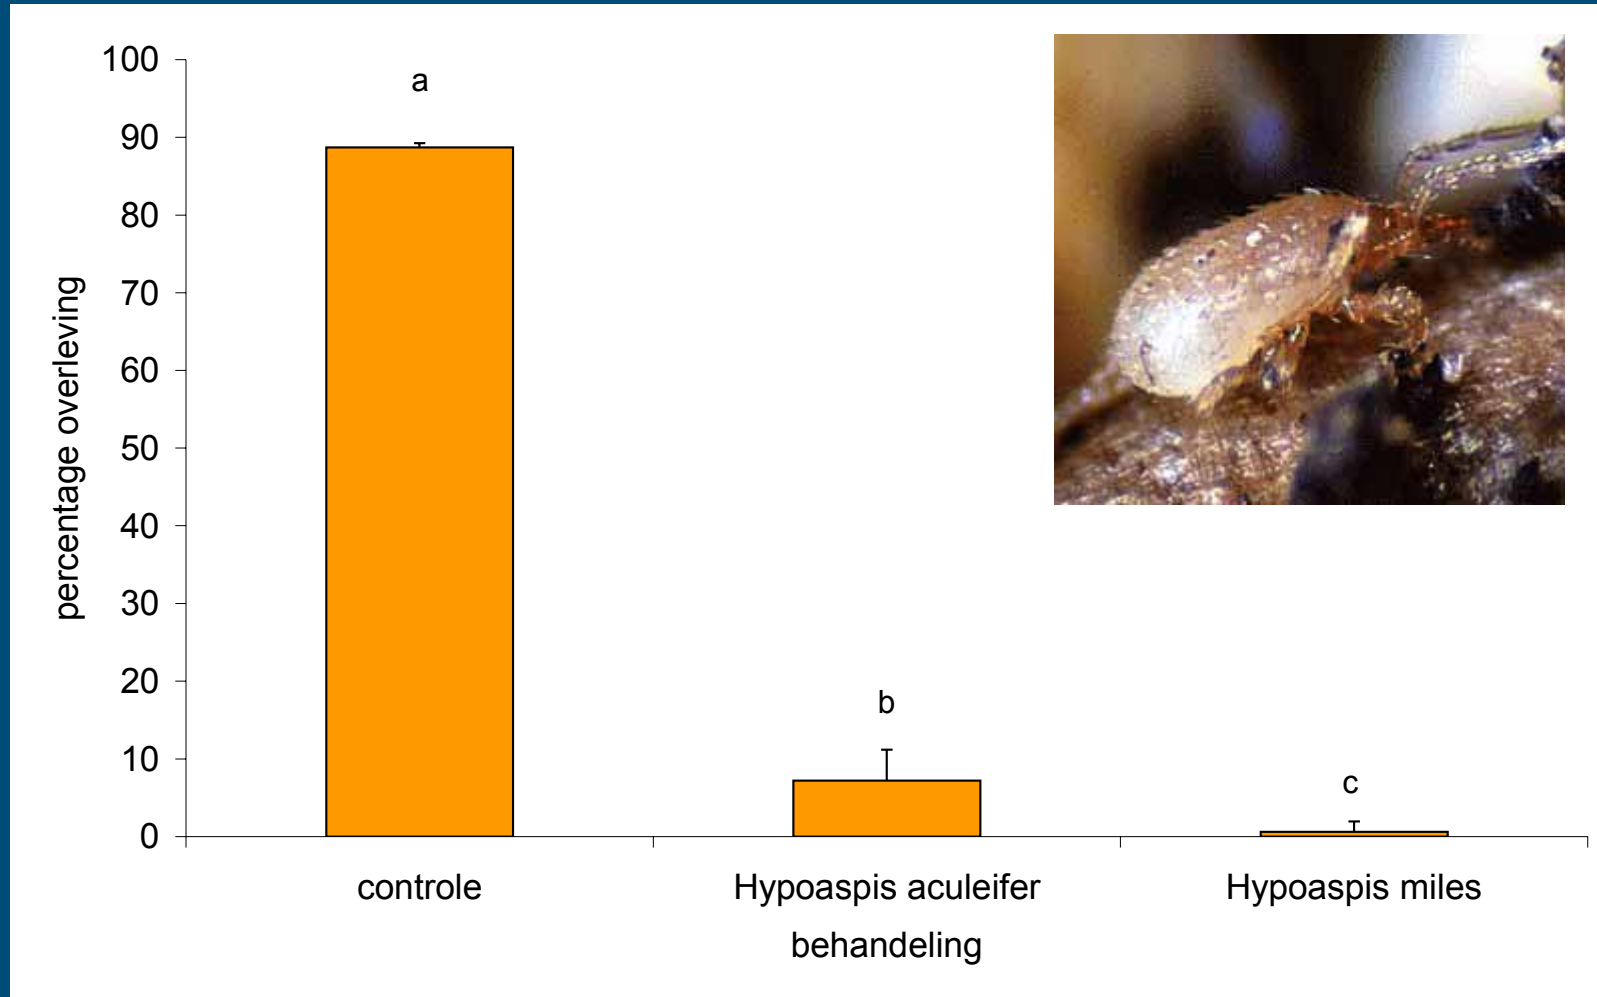 100
90
80
70
60
50
40
30
20
10
0
percentage overleving
a
b
c
controle
Hypoaspis aculeifer
Hypoaspis miles
behandeling